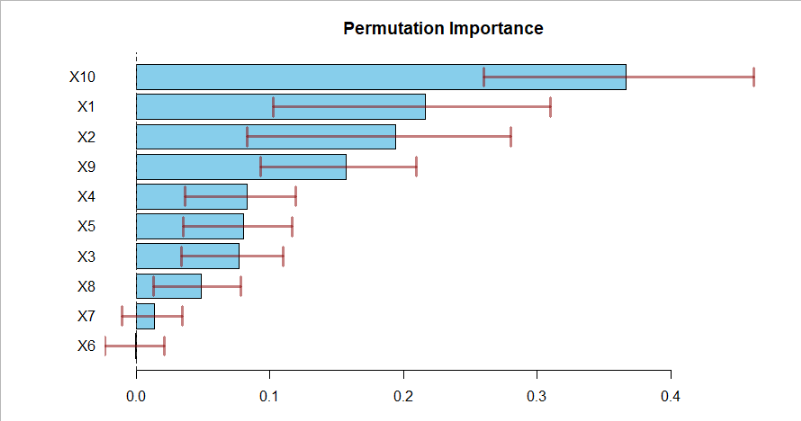 Permutation Importance
X10
X1
X2
X9
X4
X5
X3
X8
X7
X6
0.0 0.1 0.2 0.3 0.4